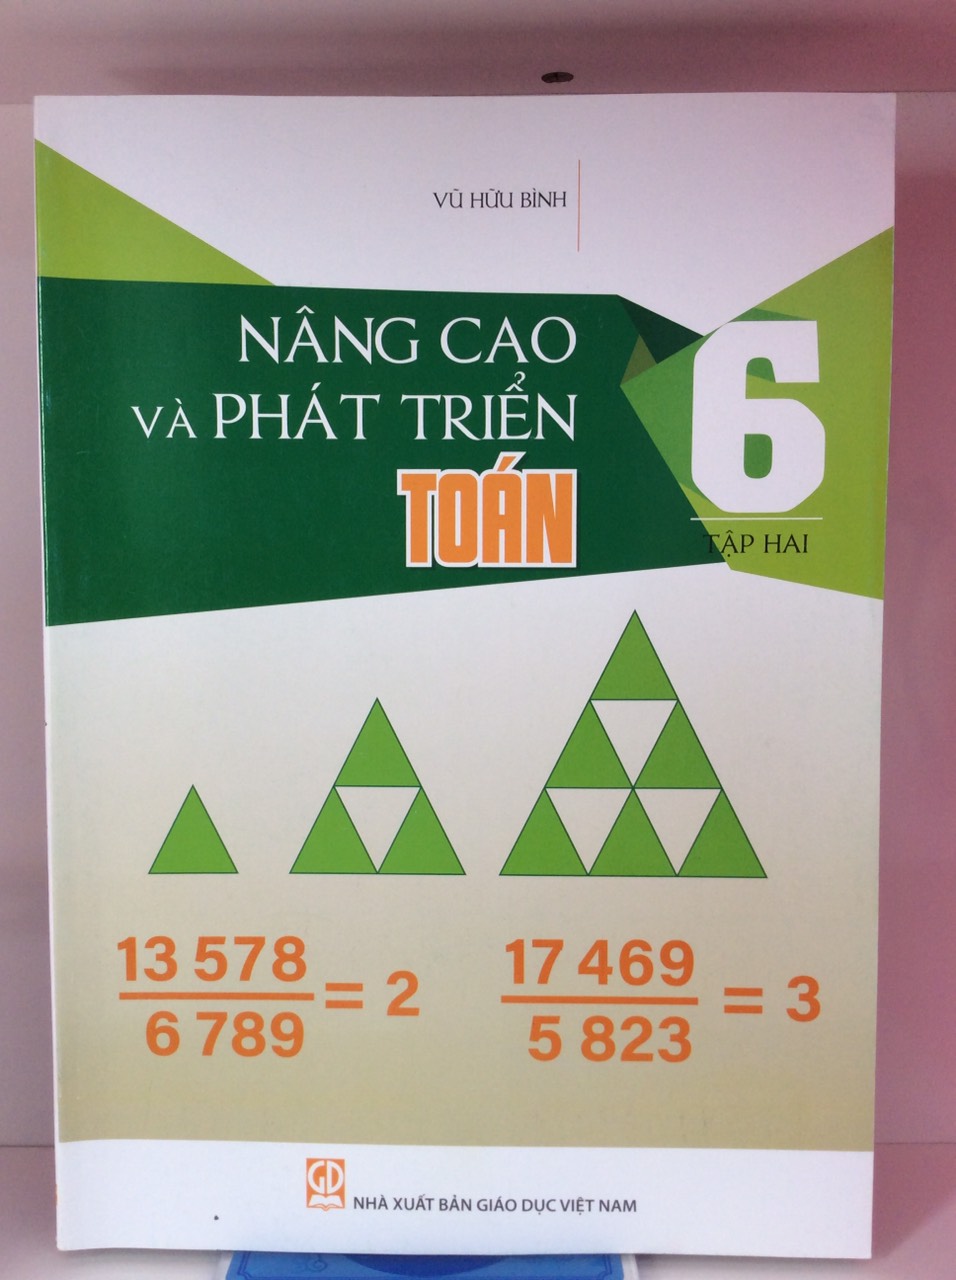 VŨ HỮU BÌNH
NÂNG CAO
VÀ PHÁT TRIỂN
TOÁN
6
TẬP HAI
13 578
6 789
= 2
17 469
5 823
= 3
GD
NHÀ XUẤT BẢN GIÁO DỤC VIỆT NAM